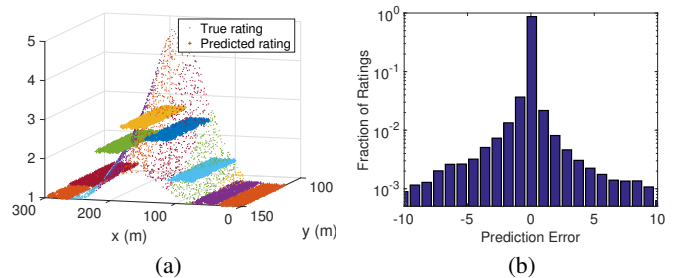 True rating
Predicted rating
5
4
3
2
1
300
200
100
0
150
100
x (m)
y (m)
(a)
Fraction of Ratings
10^0
10^-1
10^-2
10^-3
-10
-5
0
5
10
Prediction Error
(b)